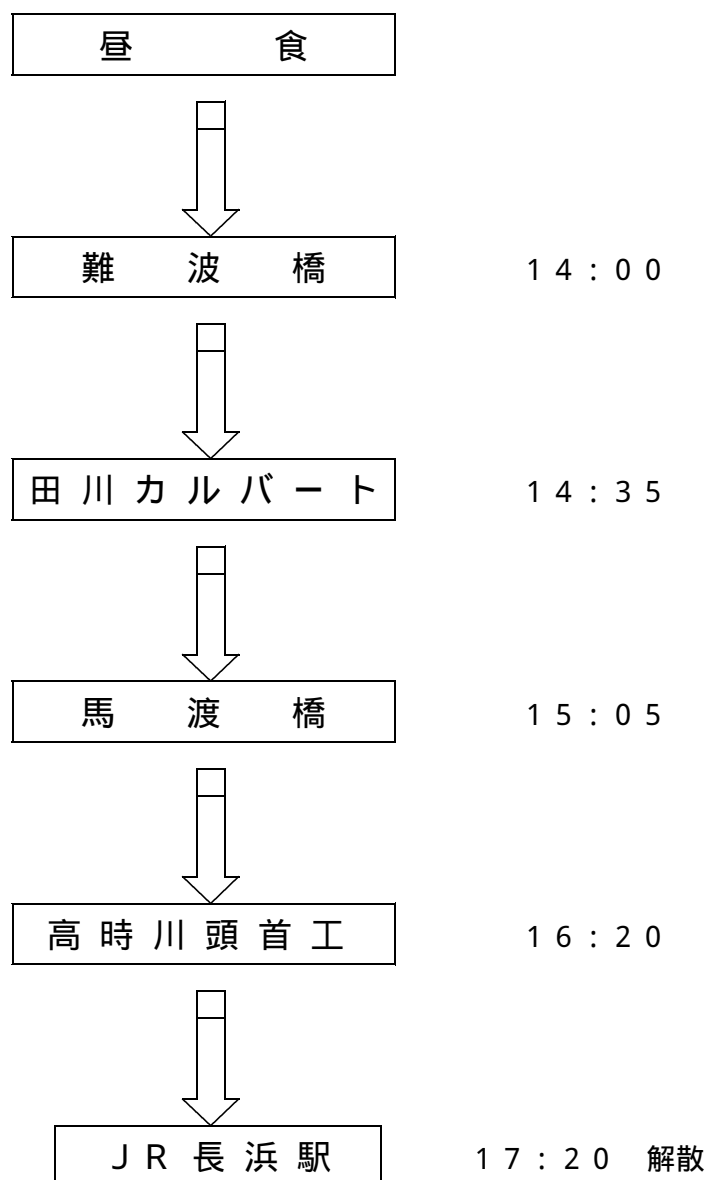 昼食
難波橋 14:00
田川カルバート 14:35
馬渡橋 15:05
高時川頭首工 16:20
JR長浜駅 17:20 解散